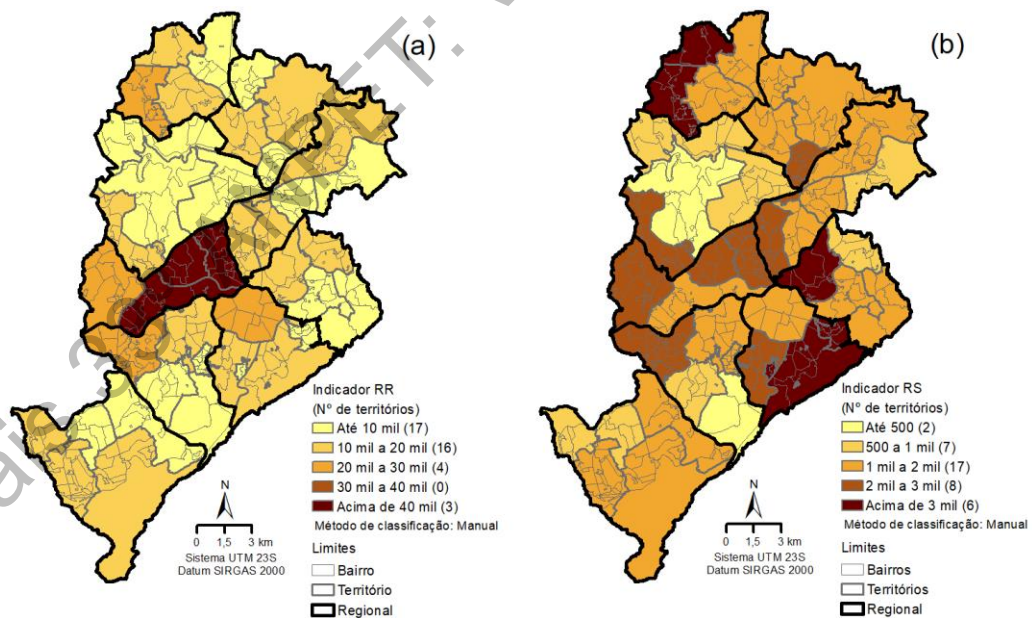 (a)
Indicador RR
(Nº de territórios)
Até 10 mil (17)
10 mil a 20 mil (16)
20 mil a 30 mil (4)
30 mil a 40 mil (0)
Acima de 40 mil (3)
Método de classificação: Manual
Limites
Bairro
Território
Regional
N
0 1,5 3 km
Sistema UTM 23S
Datum SIRGAS 2000
(b)
Indicador RS
(Nº de territórios)
Até 500 (2)
500 a 1 mil (7)
1 mil a 2 mil (17)
2 mil a 3 mil (8)
Acima de 3 mil (6)
Método de classificação: Manual
Limites
Bairros
Territórios
Regional
N
0 1,5 3 km
Sistema UTM 23S
Datum SIRGAS 2000